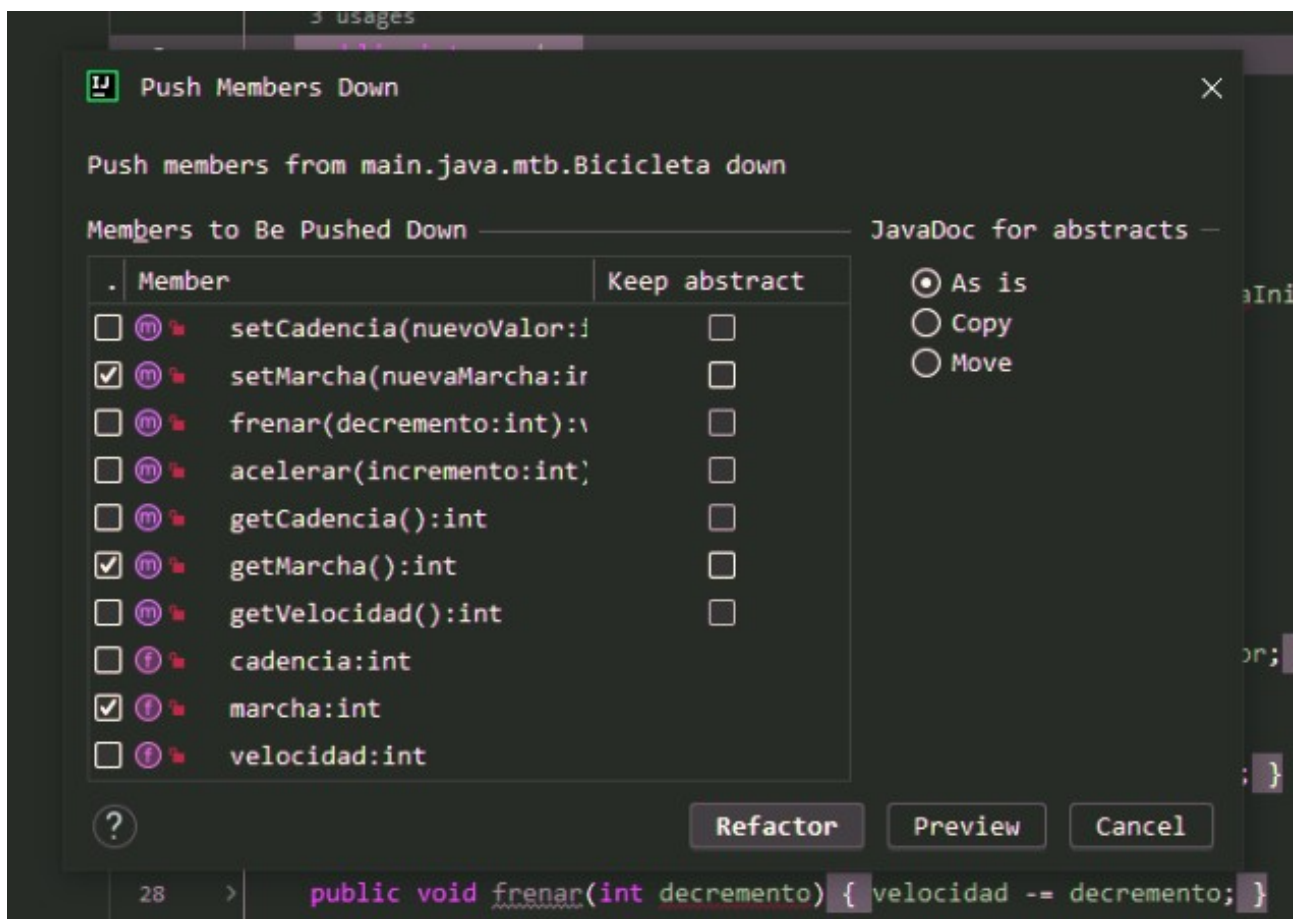 3 usages
Push Members Down
Push members from main.java.mtb.Bicicleta down
Members to Be Pushed Down
JavaDoc for abstracts
. Member Keep abstract
As is
Copy
Move
aIni
setCadencia(nuevoValor:i
setMarcha(nuevaMarcha:in
frenar(decremento:int):v
acelerar(incremento:int)
getCadencia():int
getMarcha():int
getVelocidad():int
cadencia:int
or;
marcha:int
velocidad:int
; }
? Refactor Preview Cancel
28 > public void frenar(int decremento) { velocidad -= decremento; }